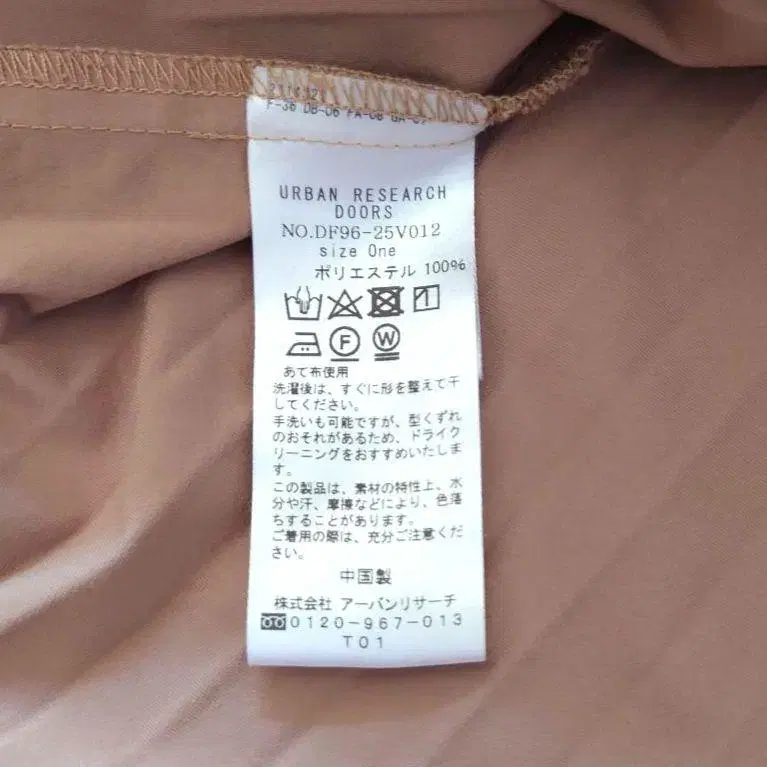 URBAN RESEARCH
DOORS
NO.DF96-25V012
size One
ポリエステル 100%
F
W
あて布使用
洗濯後は、すぐに形を整えて干
してください。
手洗いも可能ですが、型くずれ
のおそれがあるため、ドライク
リーニングをおすすめいたしま
す。
この製品は、素材の特性上、水
分や汗、摩擦などにより、色落
ちすることがあります。
ご着用の際は、充分ご注意くだ
さい。
中国製
株式会社 アーバンリサーチ
0120-967-013
T01